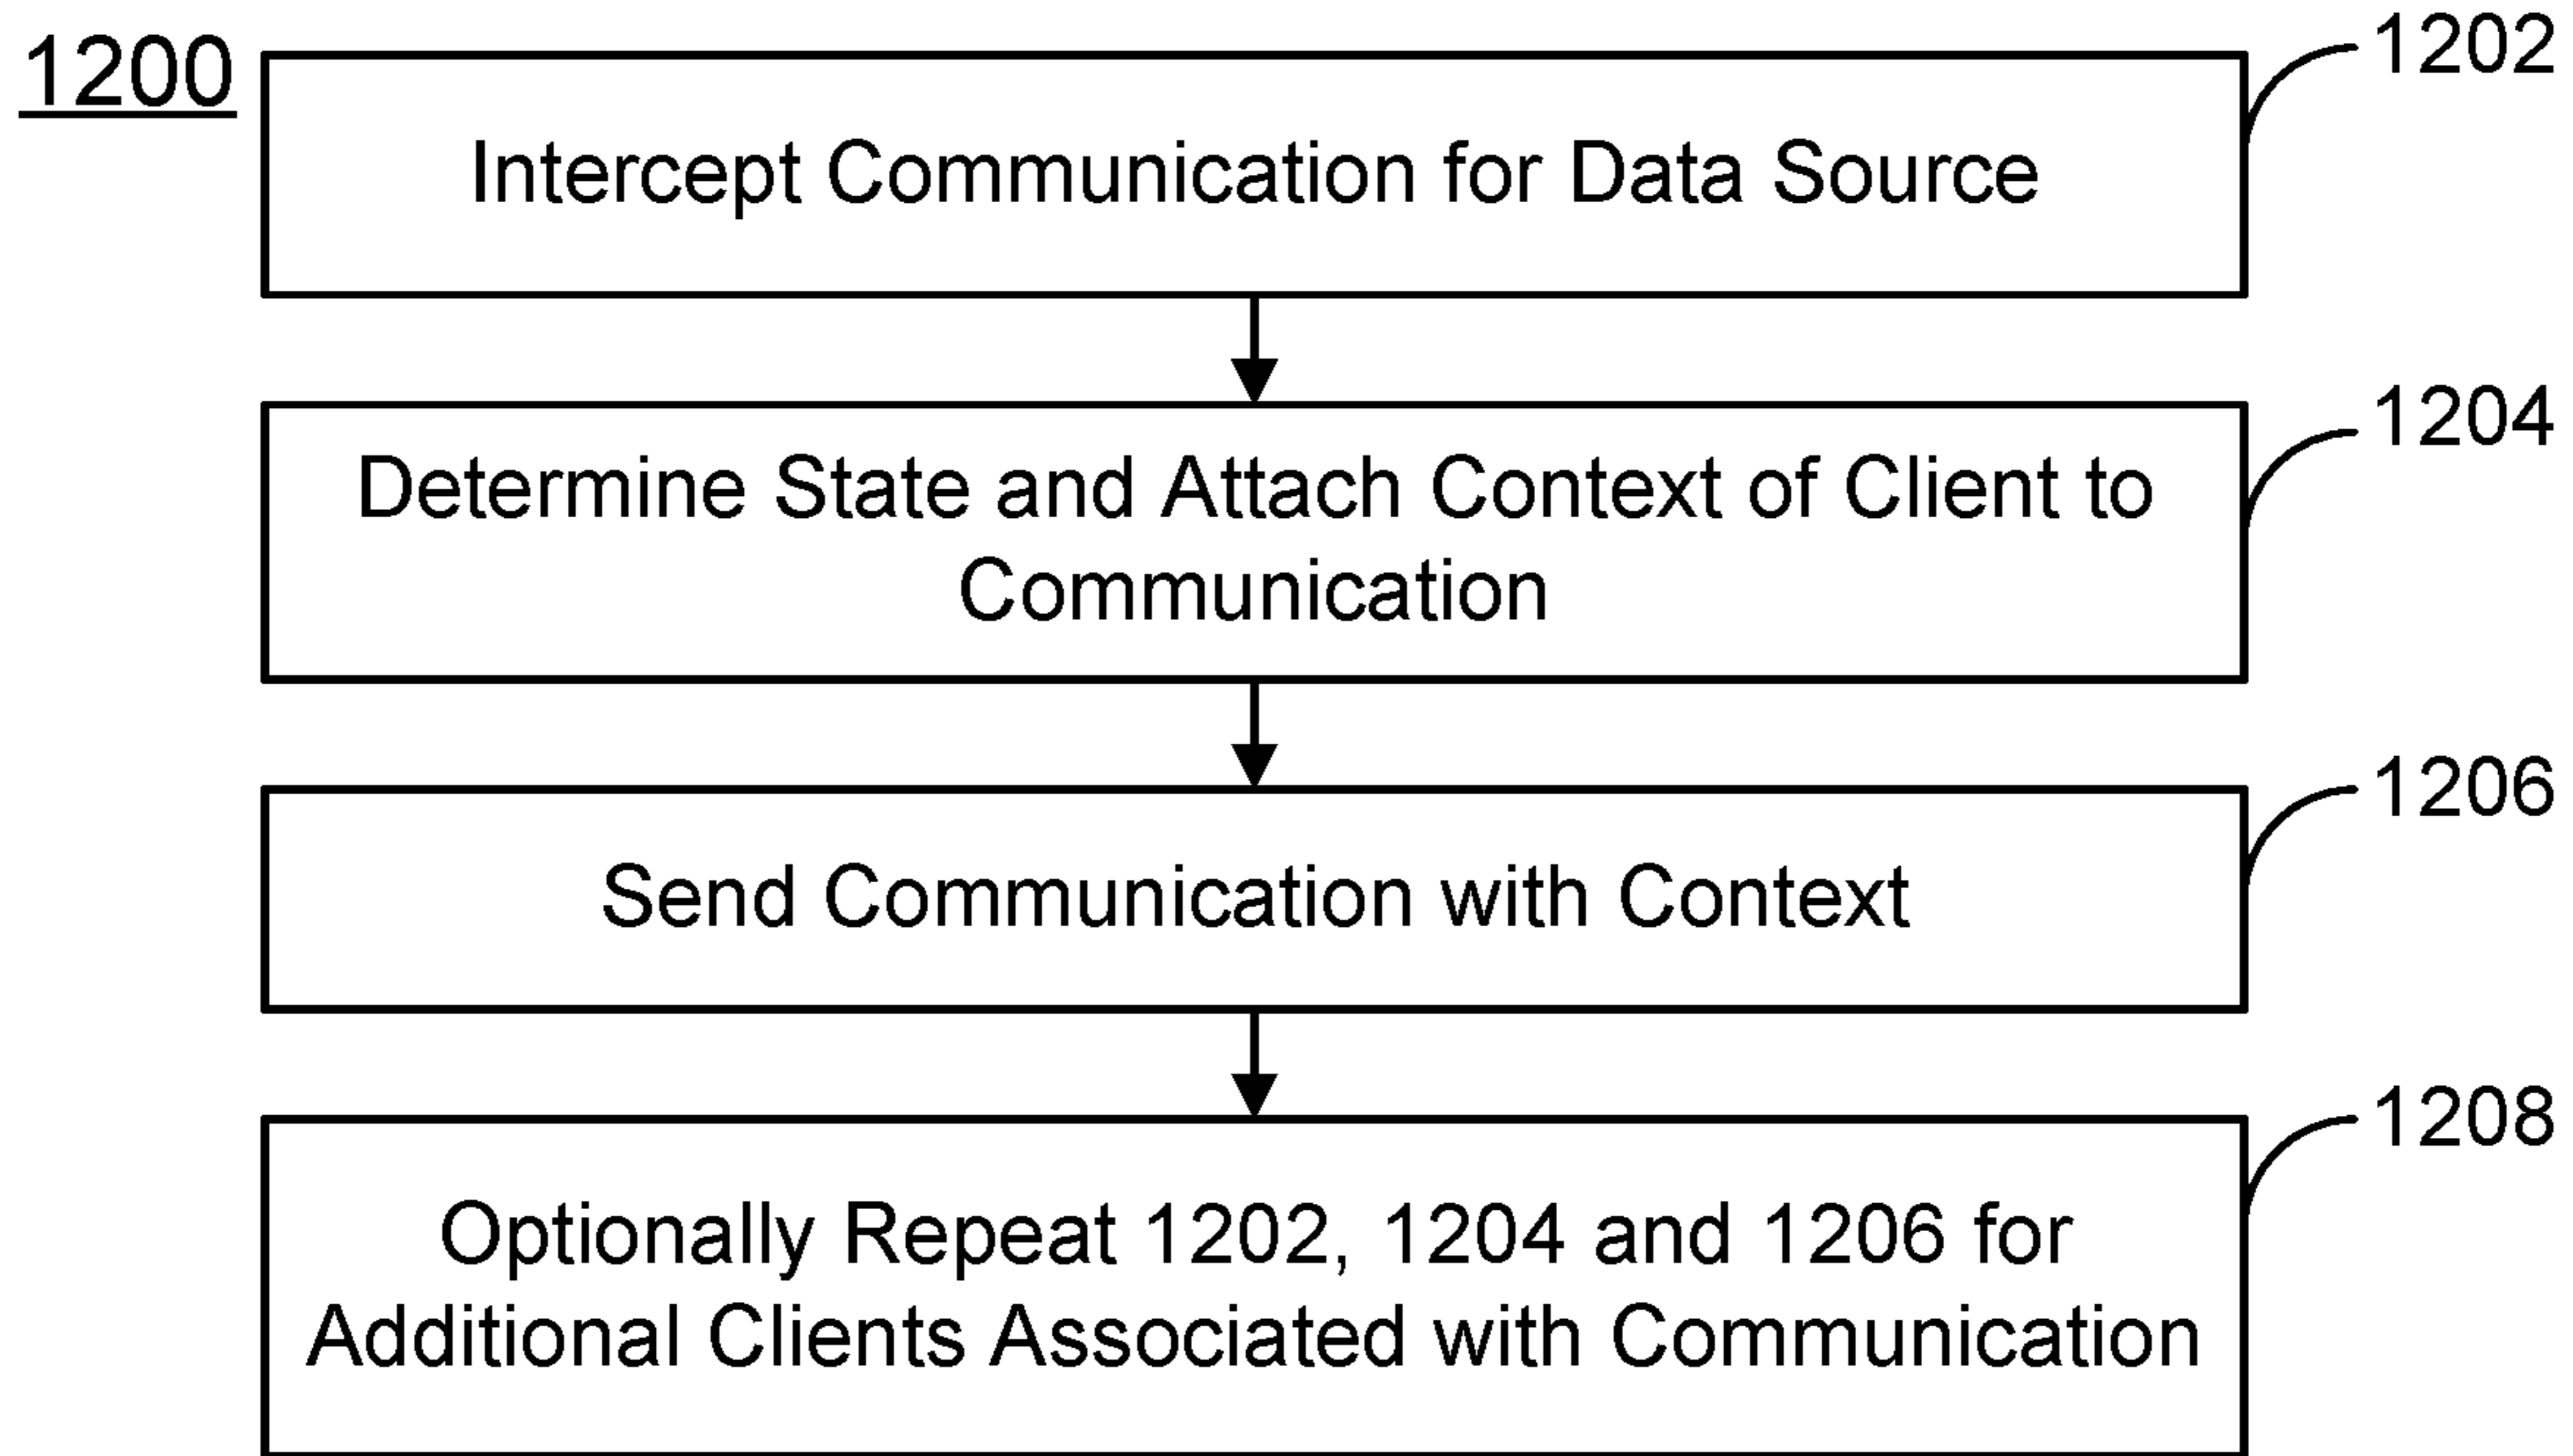 1200
1202
Intercept Communication for Data Source
1204
Determine State and Attach Context of Client to
Communication
1206
Send Communication with Context
1208
Optionally Repeat 1202, 1204 and 1206 for
Additional Clients Associated with Communication